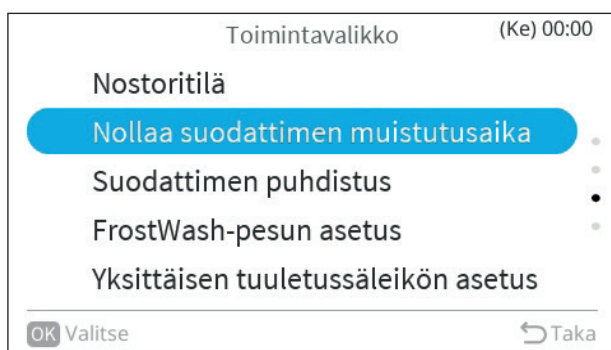 Toimintavalikko
(Ke) 00:00
Nostoritilä
Nollaa suodattimen muistutusaika
Suodattimen puhdistus
FrostWash-pesun asetus
Yksittäisen tuuletussäleikön asetus
OK Valitse
Taka